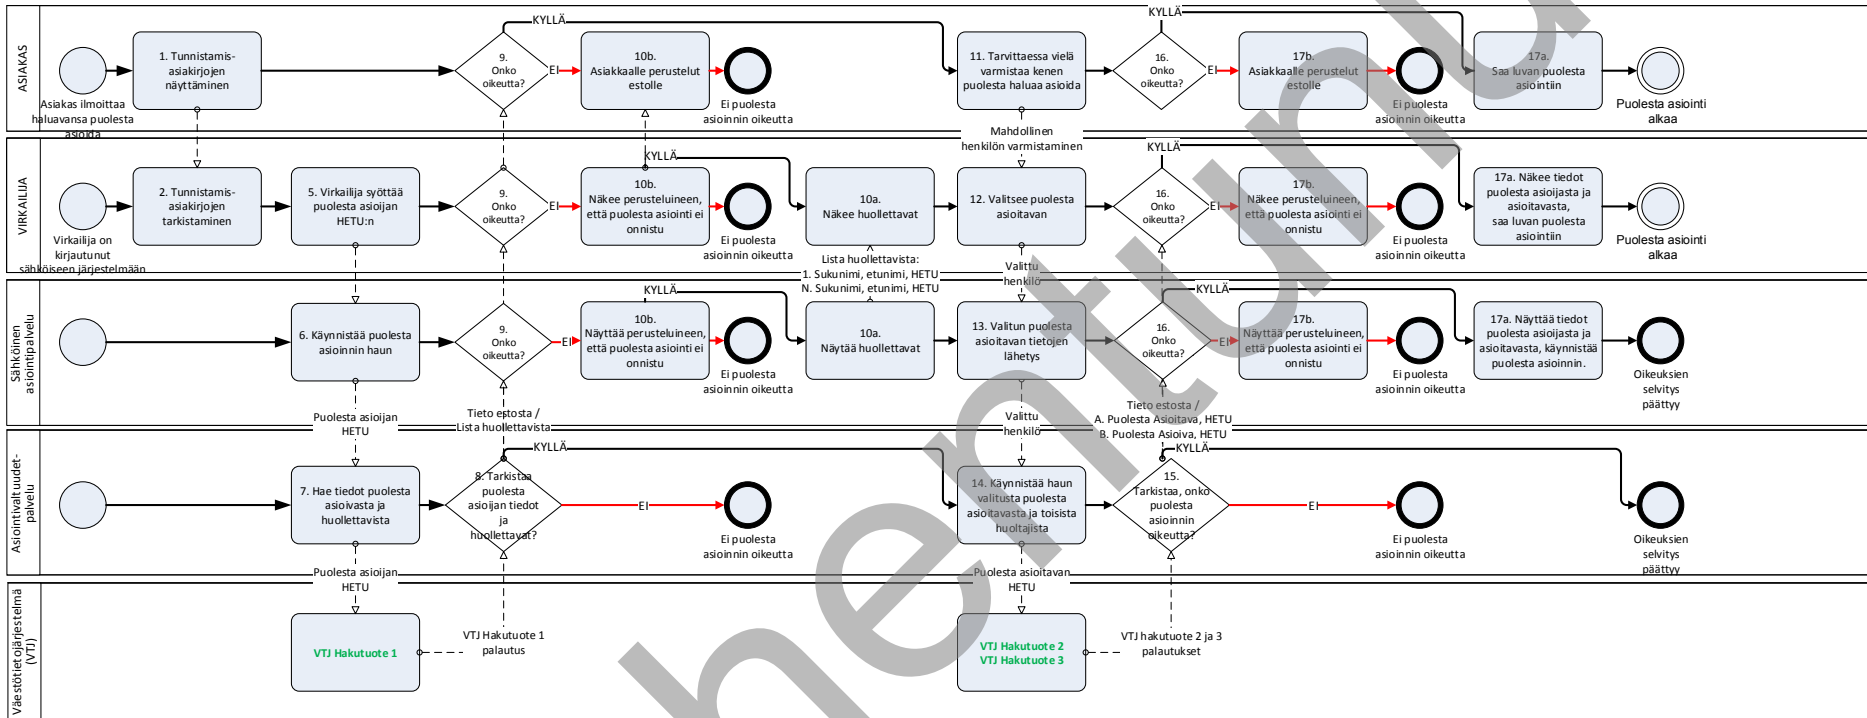 ASIAKAS
Asiakas ilmoittaa
haluavansa puolesta
asioida
1. Tunnistamis-
asiakirjojen
näyttäminen
9.
Onko
oikeutta?
KYLLÄ
EI
10b.
Asiakkaalle perustelut
estolle
Ei puolesta
asioinnin oikeutta
11. Tarvittaessa vielä
varmistaa kenen
puolesta haluaa asioida
16.
Onko
oikeutta?
KYLLÄ
EI
17b.
Asiakkaalle perustelut
estolle
Ei puolesta
asioinnin oikeutta
17a.
Saa luvan puolesta
asiointiin
Puolesta asiointi
alkaa
Mahdollinen
henkilön varmistaminen
VIRKAILIJA
Virkailija on
kirjautunut
sähköiseen järjestelmään
2. Tunnistamis-
asiakirjojen
tarkistaminen
5. Virkailija syöttää
puolesta asioijan
HETU:n
9.
Onko
oikeutta?
KYLLÄ
EI
10b.
Näkee perusteluineen,
että puolesta asiointi ei
onnistu
Ei puolesta
asioinnin oikeutta
10a.
Näkee huollettavat
12. Valitsee puolesta
asioitavan
16.
Onko
oikeutta?
KYLLÄ
EI
17b.
Näkee perusteluineen,
että puolesta asiointi ei
onnistu
Ei puolesta
asioinnin oikeutta
17a. Näkee tiedot
puolesta asioijasta ja
asioitavasta,
saa luvan puolesta
asiointiin
Puolesta asiointi
alkaa
Lista huollettavista:
1. Sukunimi, etunimi, HETU
N. Sukunimi, etunimi, HETU
Valittu
henkilö
Sähköinen
asiointipalvelu
6. Käynnistää puolesta
asioinnin haun
9.
Onko
oikeutta?
KYLLÄ
EI
10b.
Näyttää perusteluineen,
että puolesta asiointi ei
onnistu
Ei puolesta
asioinnin oikeutta
10a.
Näytää huollettavat
13. Valitun puolesta
asioitavan tietojen
lähetys
16.
Onko
oikeutta?
KYLLÄ
EI
17b.
Näyttää perusteluineen,
että puolesta asiointi ei
onnistu
Ei puolesta
asioinnin oikeutta
17a. Näyttää tiedot
puolesta asioijasta ja
asioitavasta, käynnistää
puolesta asioinnin.
Oikeuksien
selvitys
päättyy
Puolesta asioijan
HETU
Tieto estosta /
Lista huollettavista
Valittu
henkilö
Tieto estosta /
A. Puolesta Asioitava, HETU
B. Puolesta Asioiva, HETU
Asiointivaltuudet-
palvelu
7. Hae tiedot puolesta
asioivasta ja
huollettavista
8. Tarkistaa
puolesta
asioijan tiedot
ja
huollettavat?
KYLLÄ
EI
Ei puolesta
asioinnin oikeutta
14. Käynnistää haun
valitusta puolesta
asioitavasta ja toisista
huoltajista
15.
Tarkistaa, onko
puolesta
asioinnin
oikeutta?
KYLLÄ
EI
Ei puolesta
asioinnin oikeutta
Oikeuksien
selvitys
päättyy
Puolesta asioijan
HETU
Puolesta asioitavan
HETU
Väestötietojärjestelmä
(VTJ)
VTJ Hakutuote 1
VTJ Hakutuote 1
palautus
VTJ Hakutuote 2
VTJ Hakutuote 3
VTJ hakutuote 2 ja 3
palautukset